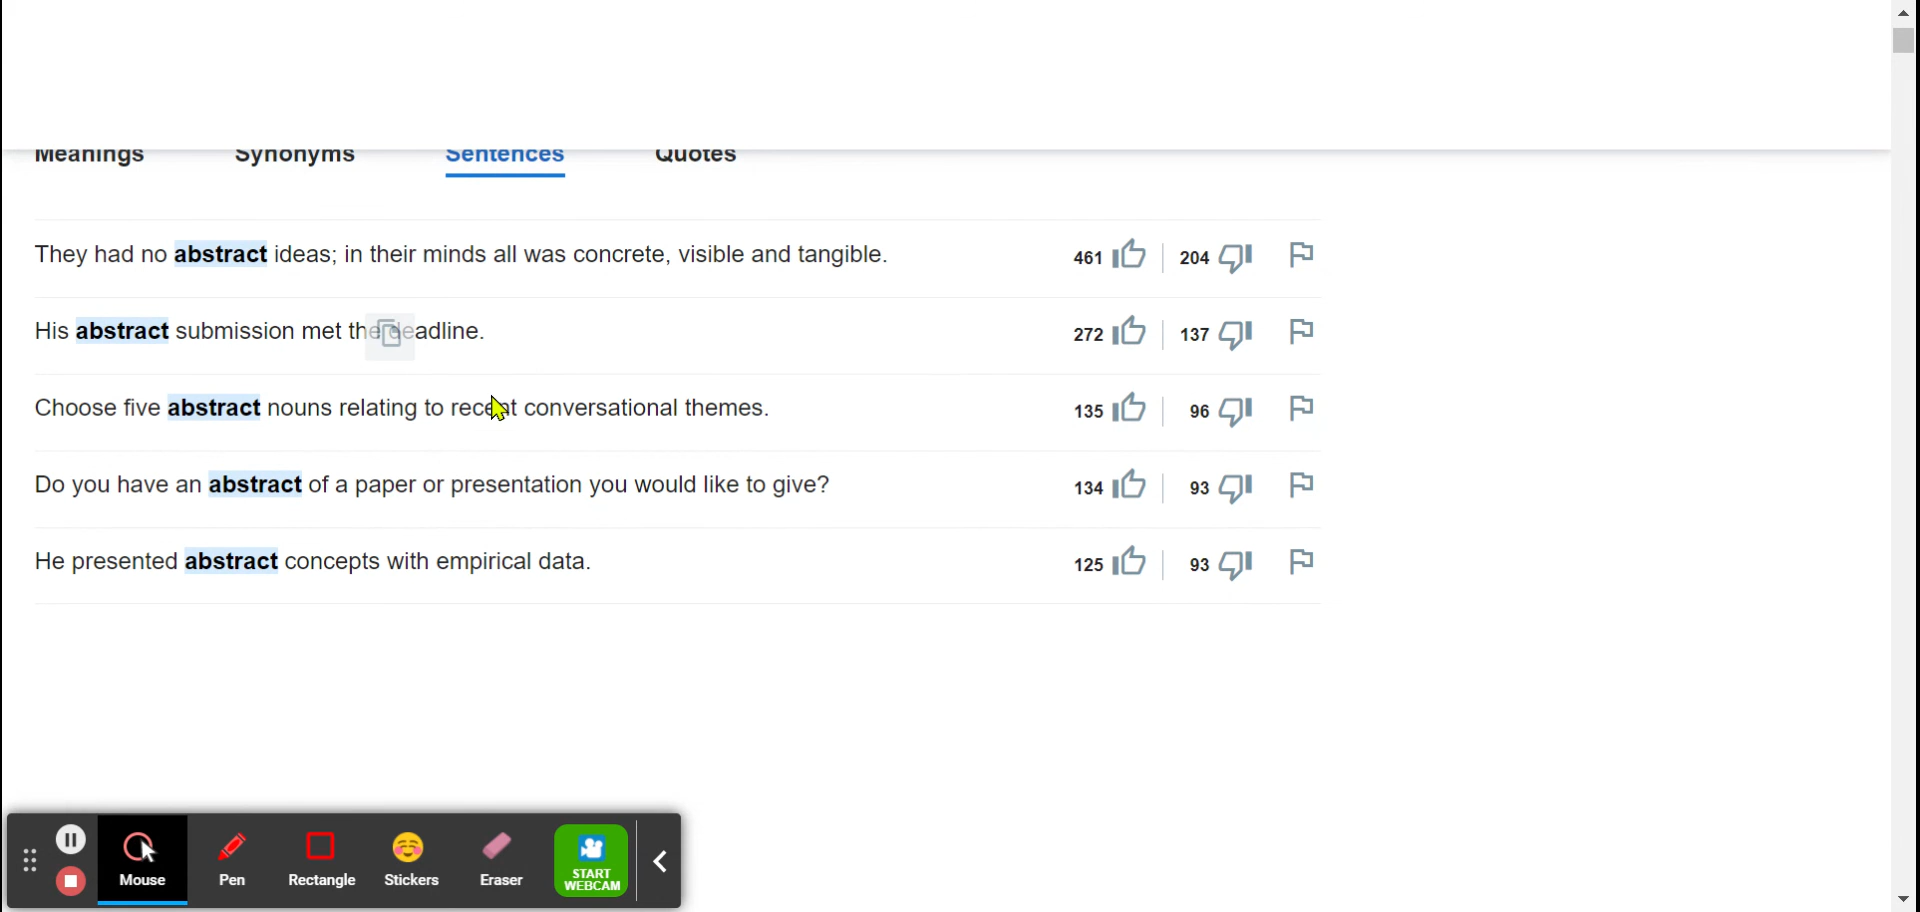 Meanings Synonyms Sentences Quotes
They had no abstract ideas; in their minds all was concrete, visible and tangible. 461 204
His abstract submission met the deadline. 272 137
Choose five abstract nouns relating to recent conversational themes. 135 96
Do you have an abstract of a paper or presentation you would like to give? 134 93
He presented abstract concepts with empirical data. 125 93
Mouse Pen Rectangle Stickers Eraser START
WEBCAM